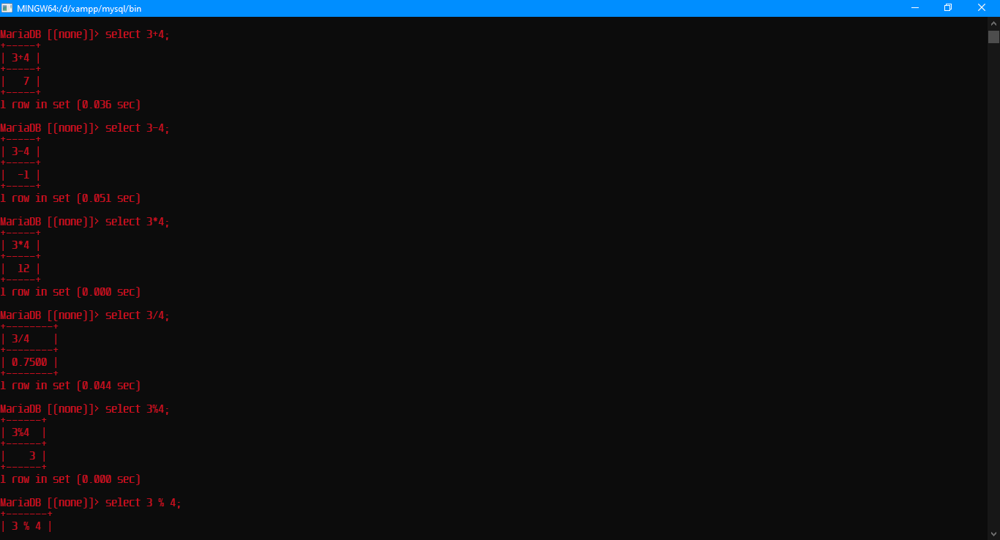 MINGW64:/d/xampp/mysql/bin
MariaDB [(none)]> select 3+4;
+-----+
| 3+4 |
+-----+
|   7 |
+-----+
1 row in set (0.036 sec)
MariaDB [(none)]> select 3-4;
+-----+
| 3-4 |
+-----+
|  -1 |
+-----+
1 row in set (0.051 sec)
MariaDB [(none)]> select 3*4;
+-----+
| 3*4 |
+-----+
|  12 |
+-----+
1 row in set (0.000 sec)
MariaDB [(none)]> select 3/4;
+--------+
| 3/4    |
+--------+
| 0.7500 |
+--------+
1 row in set (0.044 sec)
MariaDB [(none)]> select 3%4;
+------+
| 3%4  |
+------+
|    3 |
+------+
1 row in set (0.000 sec)
MariaDB [(none)]> select 3 % 4;
+-------+
| 3 % 4 |